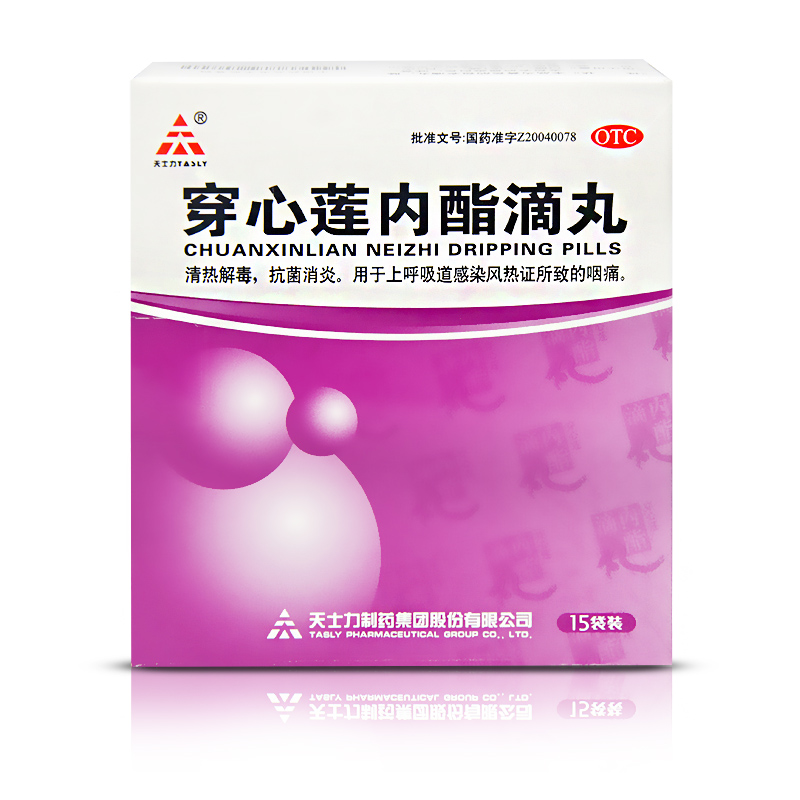 ®
天士力TASLY
批准文号:国药准字Z20040078
OTC
穿心莲内酯滴丸
CHUANXINLIAN NEIZHI DRIPPING PILLS
清热解毒，抗菌消炎。用于上呼吸道感染风热证所致的咽痛。
天士力制药集团股份有限公司
TASLY PHARMACEUTICAL GROUP CO., LTD.
15袋装